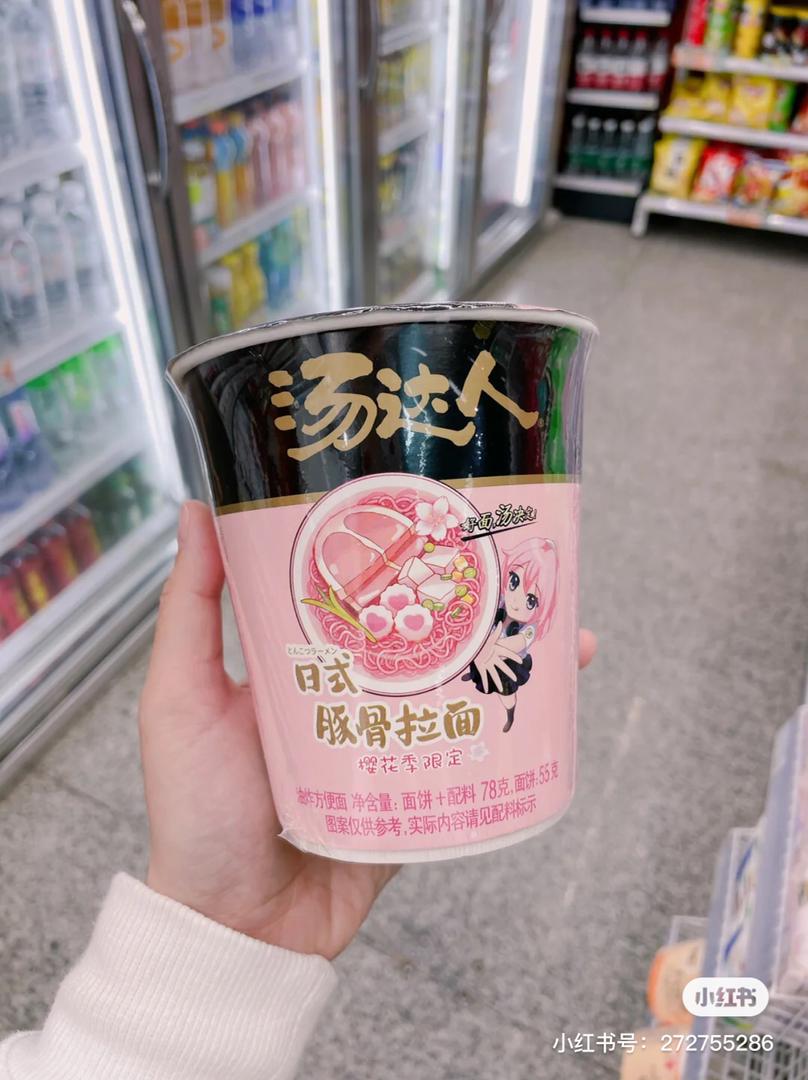 汤达人
好面,汤决定!
とんこつラーメン
日式
豚骨拉面
樱花季限定
油炸方便面 净含量: 面饼+配料 78克,面饼:55克
图案仅供参考,实际内容请见配料标示
小红书
小红书号: 272755286